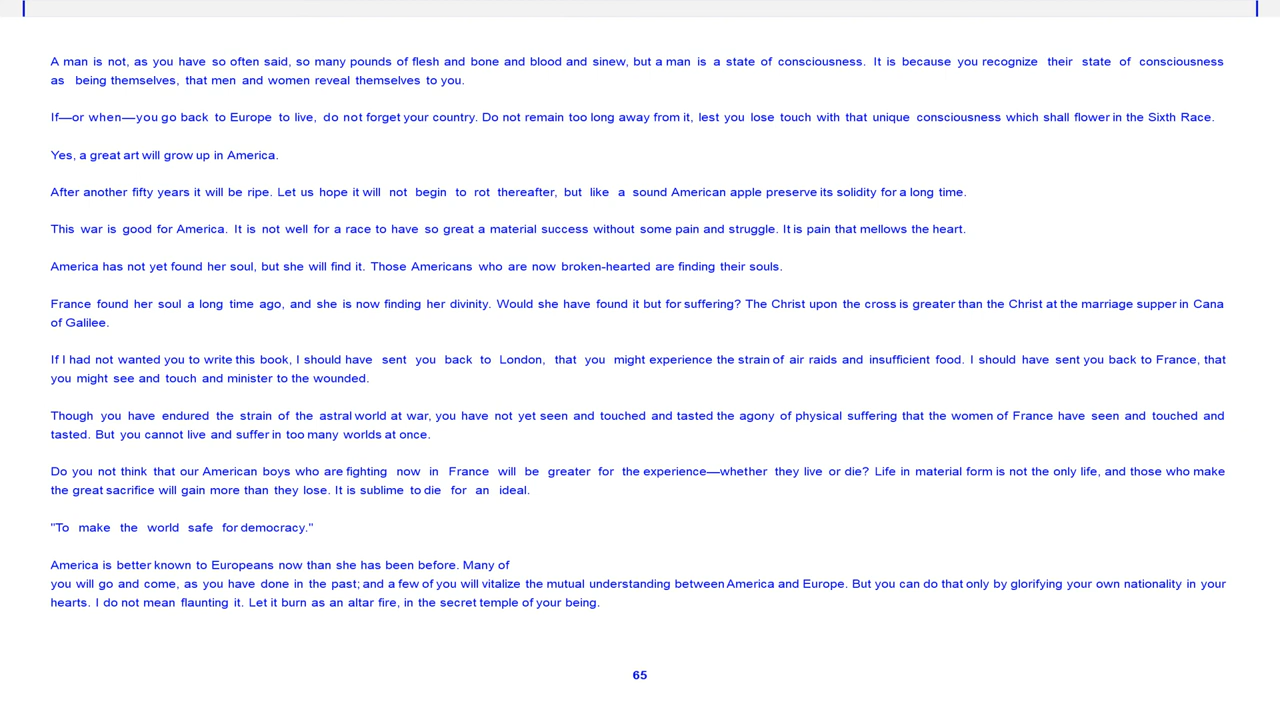 A man is not, as you have so often said, so many pounds of flesh and bone and blood and sinew, but a man is a state of consciousness. It is because you recognize their state of consciousness
as being themselves, that men and women reveal themselves to you.
If—or when—you go back to Europe to live, do not forget your country. Do not remain too long away from it, lest you lose touch with that unique consciousness which shall flower in the Sixth Race.
Yes, a great art will grow up in America.
After another fifty years it will be ripe. Let us hope it will not begin to rot thereafter, but like a sound American apple preserve its solidity for a long time.
This war is good for America. It is not well for a race to have so great a material success without some pain and struggle. It is pain that mellows the heart.
America has not yet found her soul, but she will find it. Those Americans who are now broken-hearted are finding their souls.
France found her soul a long time ago, and she is now finding her divinity. Would she have found it but for suffering? The Christ upon the cross is greater than the Christ at the marriage supper in Cana
of Galilee.
If I had not wanted you to write this book, I should have sent you back to London, that you might experience the strain of air raids and insufficient food. I should have sent you back to France, that
you might see and touch and minister to the wounded.
Though you have endured the strain of the astral world at war, you have not yet seen and touched and tasted the agony of physical suffering that the women of France have seen and touched and
tasted. But you cannot live and suffer in too many worlds at once.
Do you not think that our American boys who are fighting now in France will be greater for the experience—whether they live or die? Life in material form is not the only life, and those who make
the great sacrifice will gain more than they lose. It is sublime to die for an ideal.
"To make the world safe for democracy."
America is better known to Europeans now than she has been before. Many of
you will go and come, as you have done in the past; and a few of you will vitalize the mutual understanding between America and Europe. But you can do that only by glorifying your own nationality in your
hearts. I do not mean flaunting it. Let it burn as an altar fire, in the secret temple of your being.
65